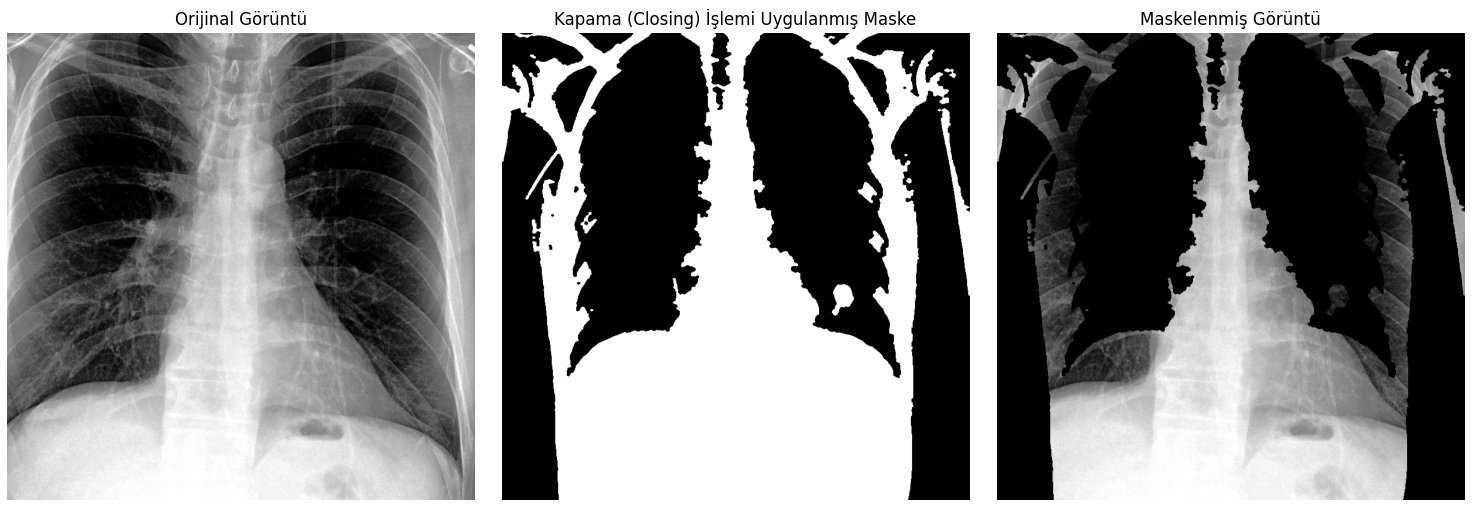 Orijinal Görüntü
Kapama (Closing) İşlemi Uygulanmış Maske
Maskelenmiş Görüntü